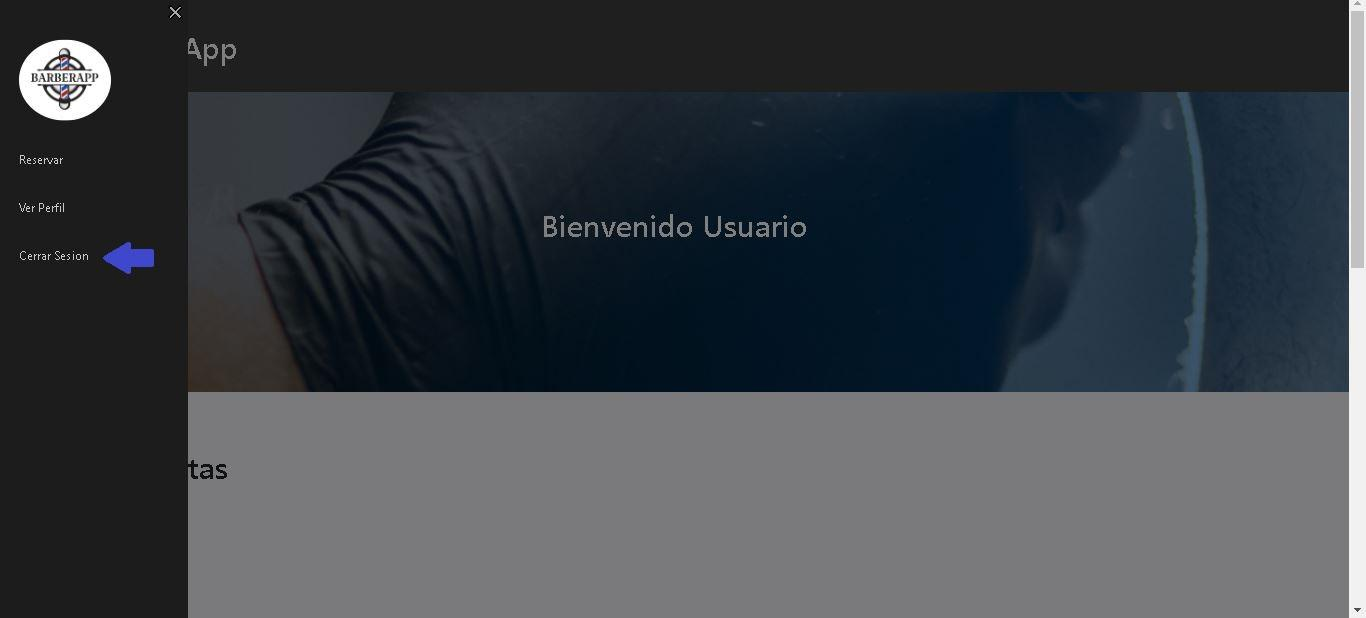 App
BARBERAPP
Reservar
Ver Perfil
Cerrar Sesion
Bienvenido Usuario
tas